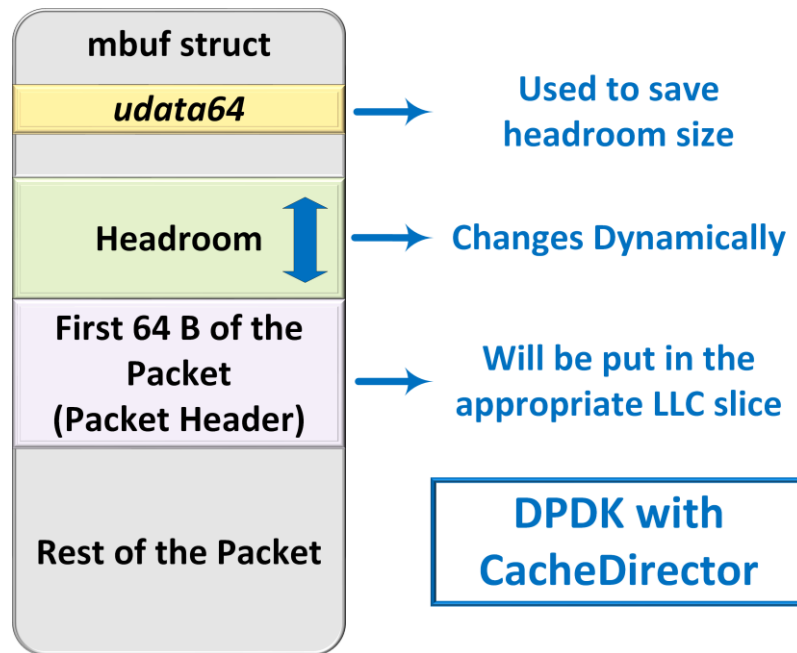 mbuf struct
udata64
Used to save
headroom size
Headroom
Changes Dynamically
First 64 B of the
Packet
(Packet Header)
Will be put in the
appropriate LLC slice
Rest of the Packet
DPDK with
CacheDirector